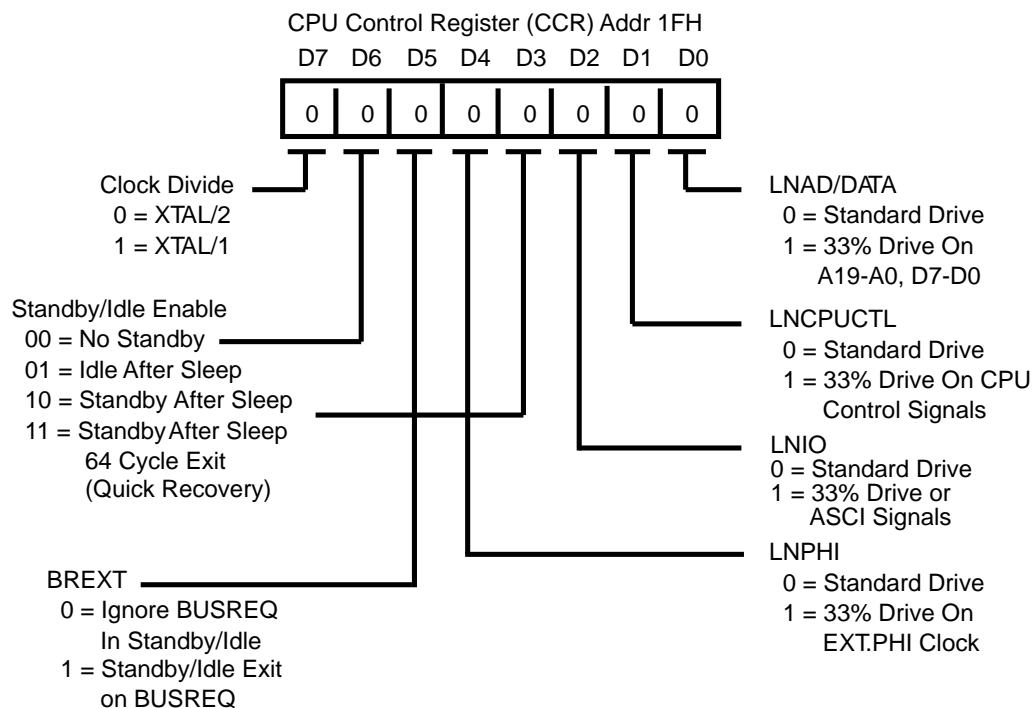 CPU Control Register (CCR) Addr 1FH
D7 D6 D5 D4 D3 D2 D1 D0
0 0 0 0 0 0 0 0
Clock Divide
0 = XTAL/2
1 = XTAL/1
Standby/Idle Enable
00 = No Standby
01 = Idle After Sleep
10 = Standby After Sleep
11 = Standby After Sleep
64 Cycle Exit
(Quick Recovery)
BREXT
0 = Ignore BUSREQ
In Standby/Idle
1 = Standby/Idle Exit
on BUSREQ
LNAD/DATA
0 = Standard Drive
1 = 33% Drive On
A19-A0, D7-D0
LNCPUCTL
0 = Standard Drive
1 = 33% Drive On CPU
Control Signals
LNIO
0 = Standard Drive
1 = 33% Drive or
ASCI Signals
LNPHI
0 = Standard Drive
1 = 33% Drive On
EXT.PHI Clock